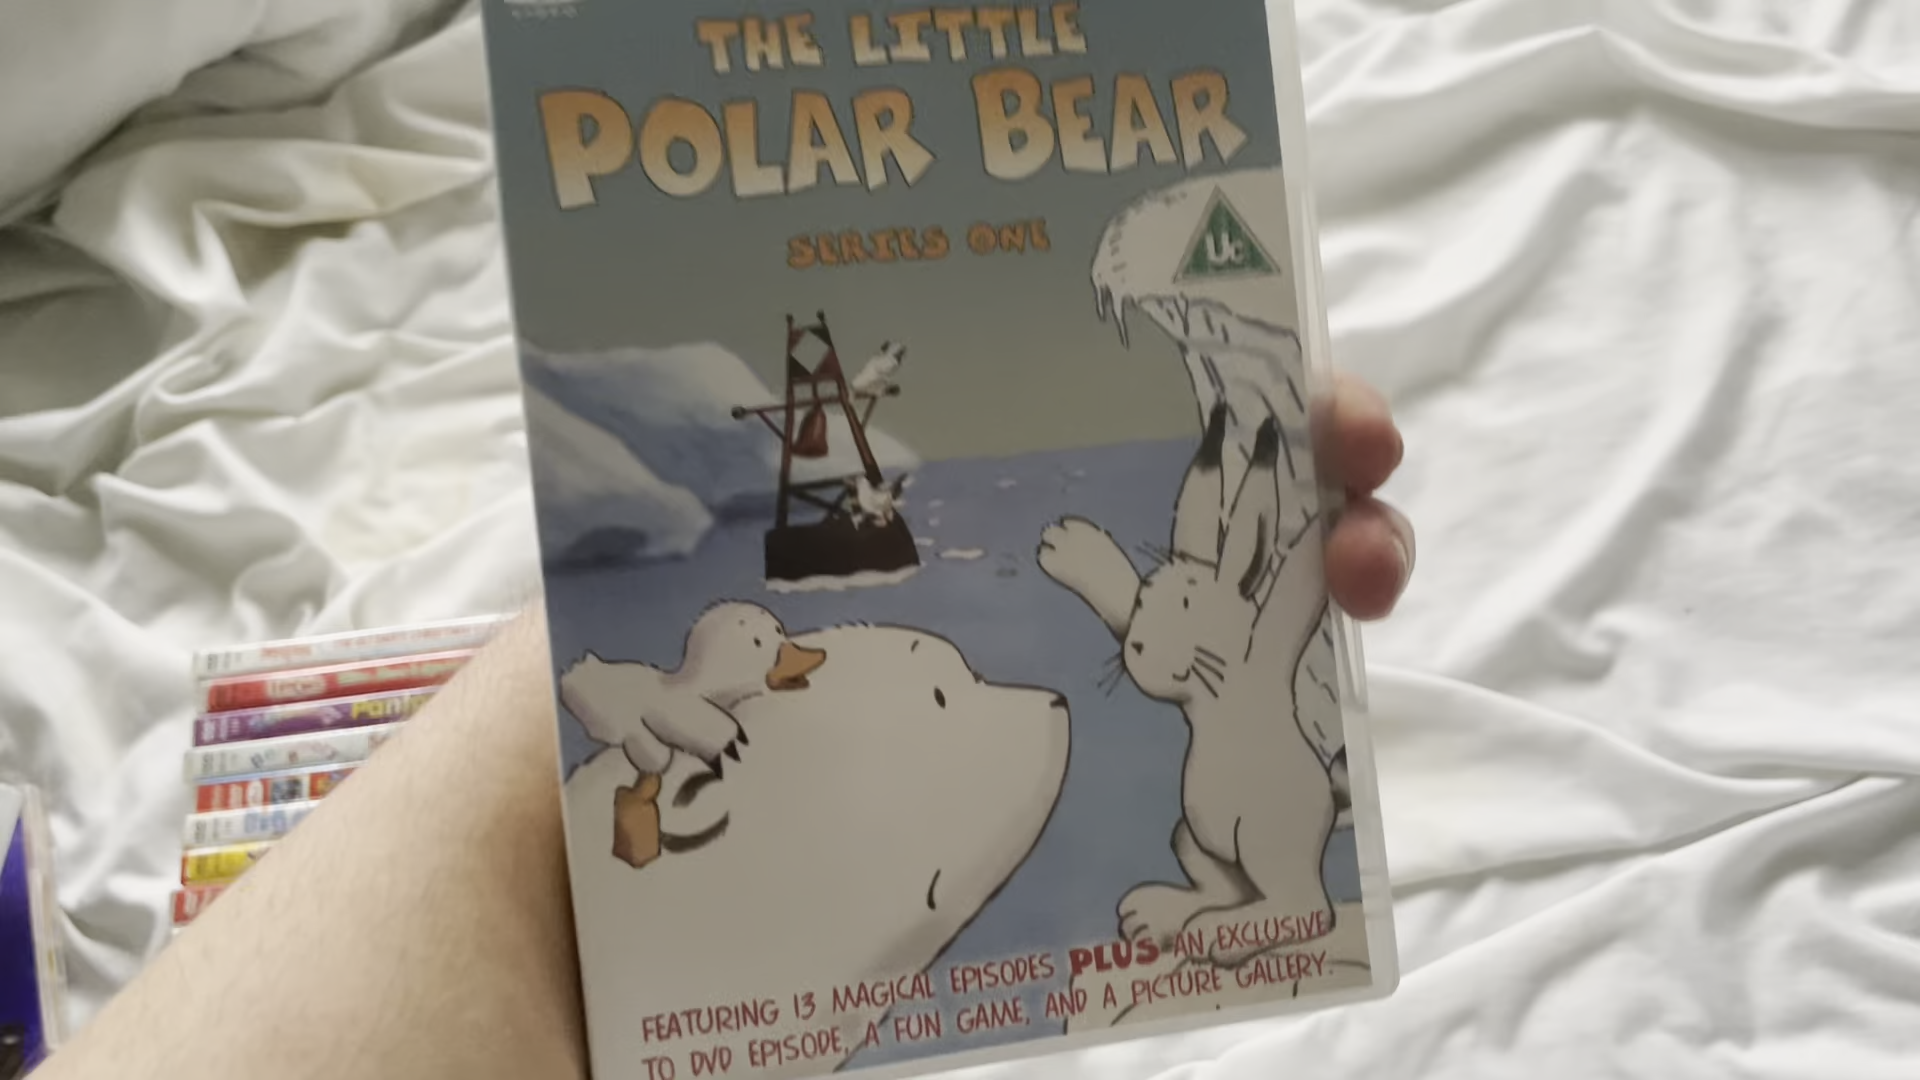 THE LITTLE
POLAR BEAR
SERIES ONE
Uc
FEATURING 13 MAGICAL EPISODES PLUS AN EXCLUSIVE
TO DVD EPISODE, A FUN GAME, AND A PICTURE GALLERY.